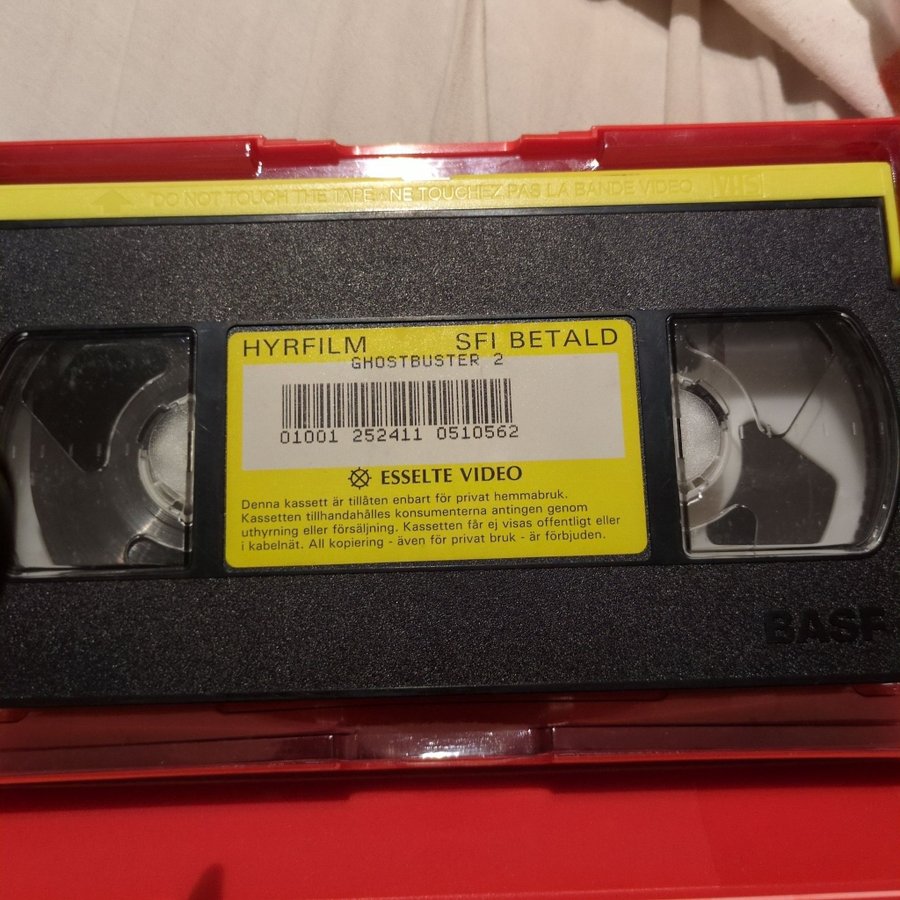 DO NOT TOUCH THE TAPE - NE TOUCHEZ PAS LA BANDE VIDEO VHS
HYRFILM SFI BETALD
GHOSTBUSTER 2
01001 252411 0510562
ESSELTE VIDEO
Denna kassett är tillåten enbart för privat hemmabruk.
Kassetten tillhandahålles konsumenterna antingen genom
uthyrning eller försäljning. Kassetten får ej visas offentligt eller
i kabelnät. All kopiering - även för privat bruk - är förbjuden.
BASF